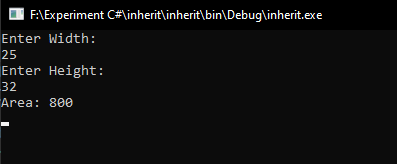 F:\Experiment C#\inherit\inherit\bin\Debug\inherit.exe
Enter Width:
25
Enter Height:
32
Area: 800